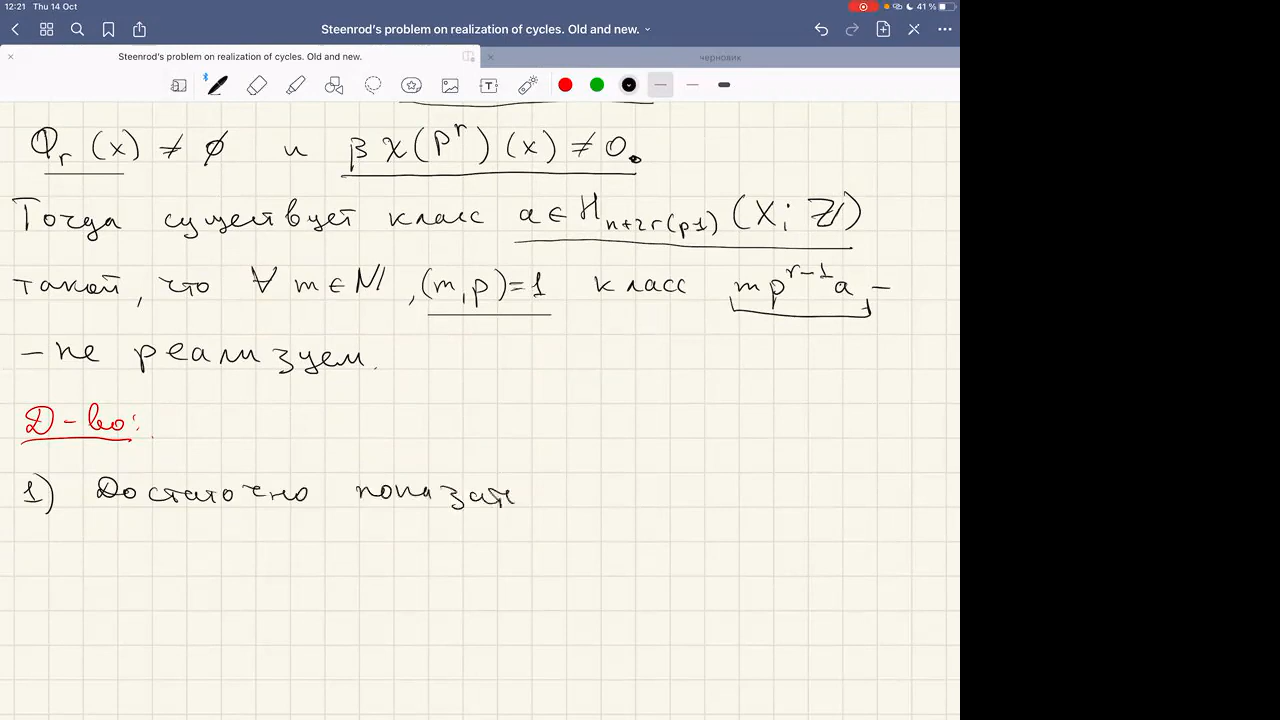 12:21 Thu 14 Oct
41 %
Steenrod's problem on realization of cycles. Old and new.
Steenrod's problem on realization of cycles. Old and new.
черновик
Φ_r (x) ≠ ∅ и β χ(P^r) (x) ≠ 0.
Тогда существует класс a ∈ H_{n+2r(p-1)} (X; ℤ)
такой, что ∀ m ∈ ℕ, (m, p) = 1 класс mp^{r-1}a –
– не реализуем.
Д-во:
1) Достаточно показат